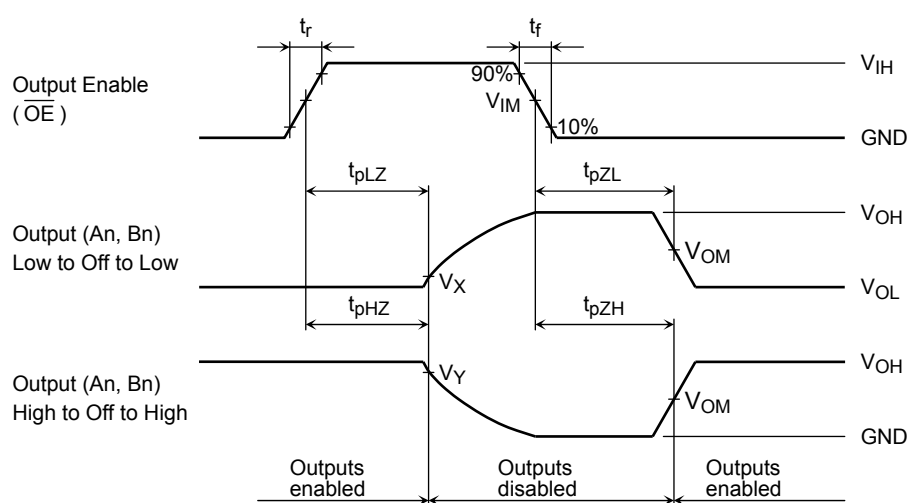 tr
tf
Output Enable
( OE )
90%
VIM
10%
VIH
GND
tpLZ
tpZL
Output (An, Bn)
Low to Off to Low
VX
VOM
VOH
VOL
tpHZ
tpZH
Output (An, Bn)
High to Off to High
VY
VOM
VOH
GND
Outputs
enabled
Outputs
disabled
Outputs
enabled